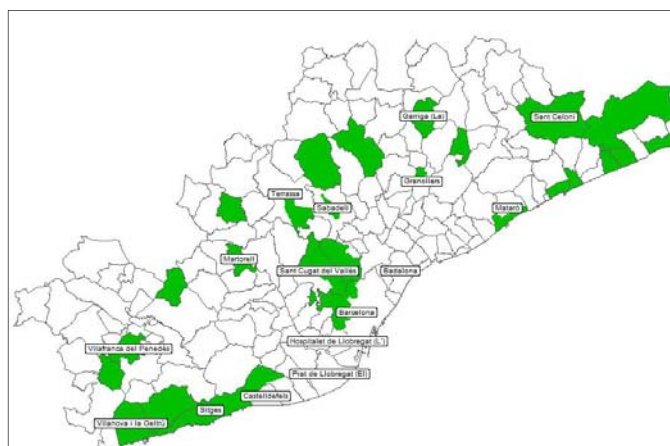 Garriga (La)
Sant Celoni
Granollers
Terrassa
Sabadell
Mataró
Martorell
Sant Cugat del Vallès
Badalona
Barcelona
Hospitalet de Llobregat (L')
Vilafranca del Penedès
Prat de Llobregat (El)
Castelldefels
Sitges
Vilanova i la Geltrú